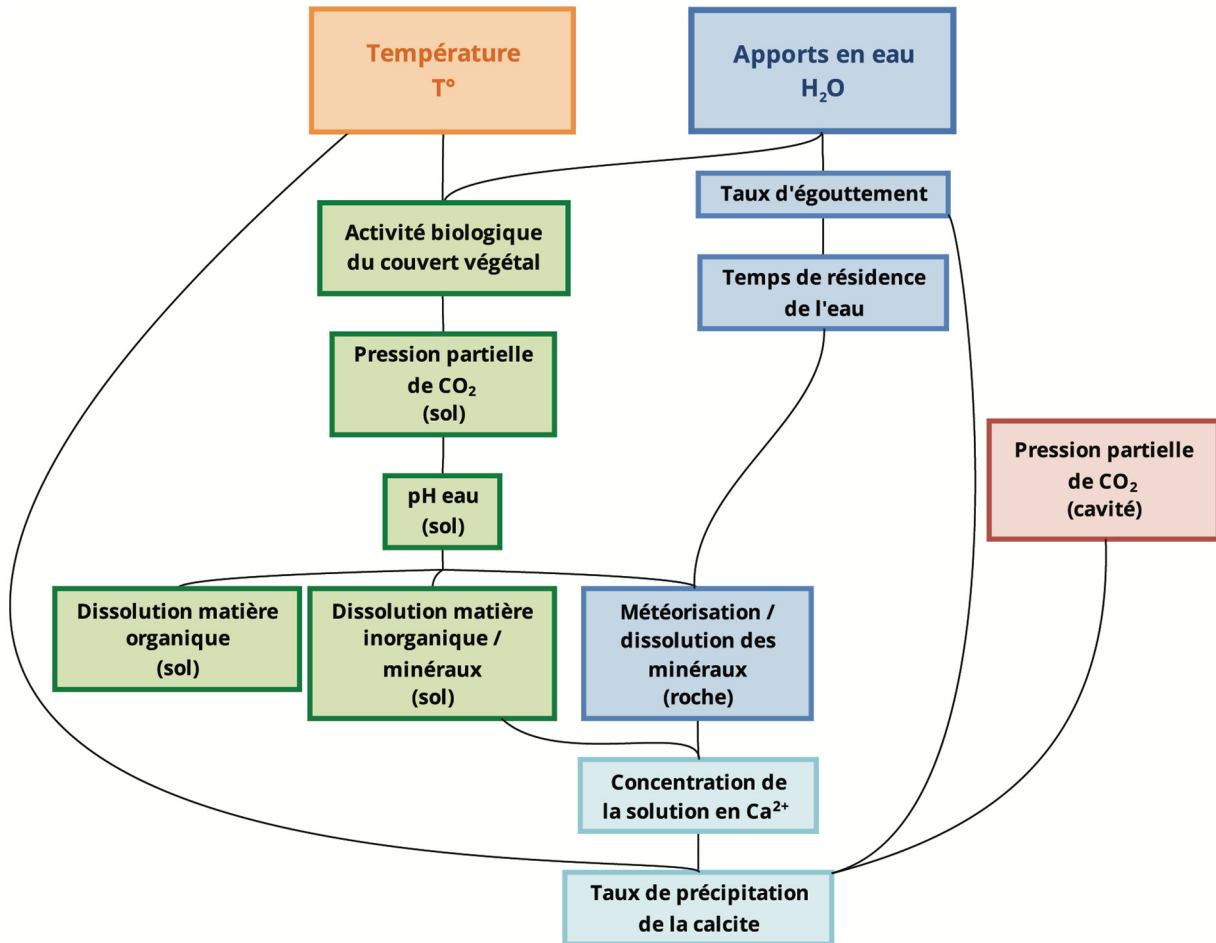 Température
T°
Apports en eau
H₂O
Taux d'égouttement
Activité biologique
du couvert végétal
Temps de résidence
de l'eau
Pression partielle
de CO₂
(sol)
Pression partielle
de CO₂
(cavité)
pH eau
(sol)
Dissolution matière
organique
(sol)
Dissolution matière
inorganique /
minéraux
(sol)
Météorisation /
dissolution des
minéraux
(roche)
Concentration de
la solution en Ca²⁺
Taux de précipitation
de la calcite